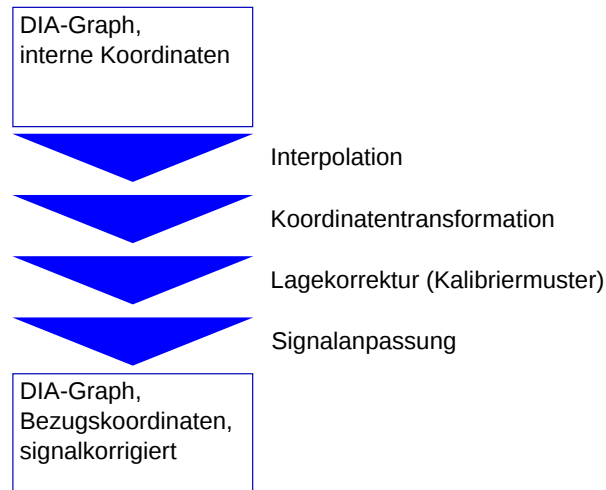 DIA-Graph,
interne Koordinaten
Interpolation
Koordinatentransformation
Lagekorrektur (Kalibriermuster)
Signalanpassung
DIA-Graph,
Bezugskoordinaten,
signalkorrigiert